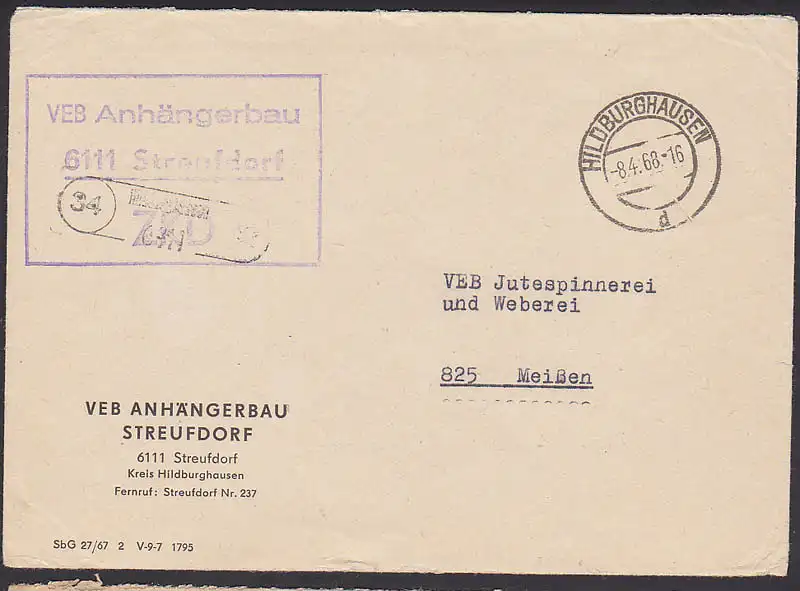 VEB Anhängerbau
6111 Streufdorf
34
ZKD
HILDBURGHAUSEN
-8.4.68-16
d
VEB Jutespinnerei
und Weberei
825 Meißen
VEB ANHÄNGERBAU
STREUFDORF
6111 Streufdorf
Kreis Hildburghausen
Fernruf: Streufdorf Nr. 237
SbG 27/67 2 V-9-7 1795